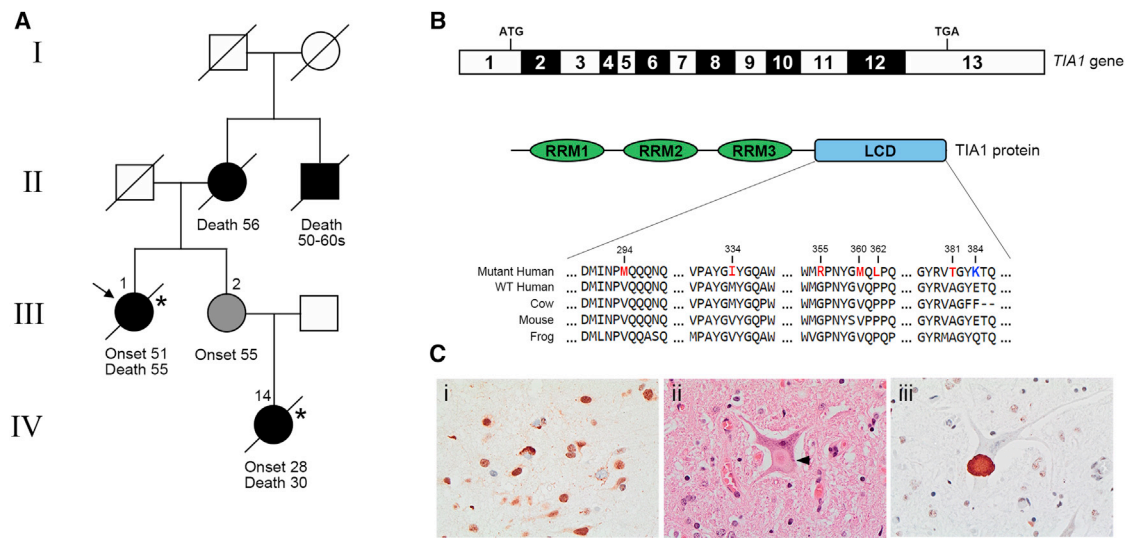 A
I
II
Death 56
Death
50-60s
III
1
*
2
Onset 51
Death 55
Onset 55
IV
14
*
Onset 28
Death 30
B
ATG
TGA
1 2 3 4 5 6 7 8 9 10 11 12 13 TIA1 gene
RRM1 RRM2 RRM3 LCD TIA1 protein
294 334 355 360 362 381 384
Mutant Human ... DMINPMQQQNQ ... VPAYGIYGQAW ... WMRPNYGMQLPQ ... GYRVTGYKTQ ...
WT Human ... DMINPVQQQNQ ... VPAYGMYGQAW ... WMGPNYGVQPPQ ... GYRVAGYETQ ...
Cow ... DMINPVQQQNQ ... VPAYGMYGQPW ... WMGPNYGVQPPP ... GYRVAGFF-- ...
Mouse ... DMINPVQQQNQ ... VPAYGVYGQAW ... WMGPNYSVPPPQ ... GYRVAGYETQ ...
Frog ... DMLNPVQQASQ ... MPAYGVYGQAW ... WVGPNYGVQPQP ... GYRMAGYQTQ ...
C
i
ii
iii